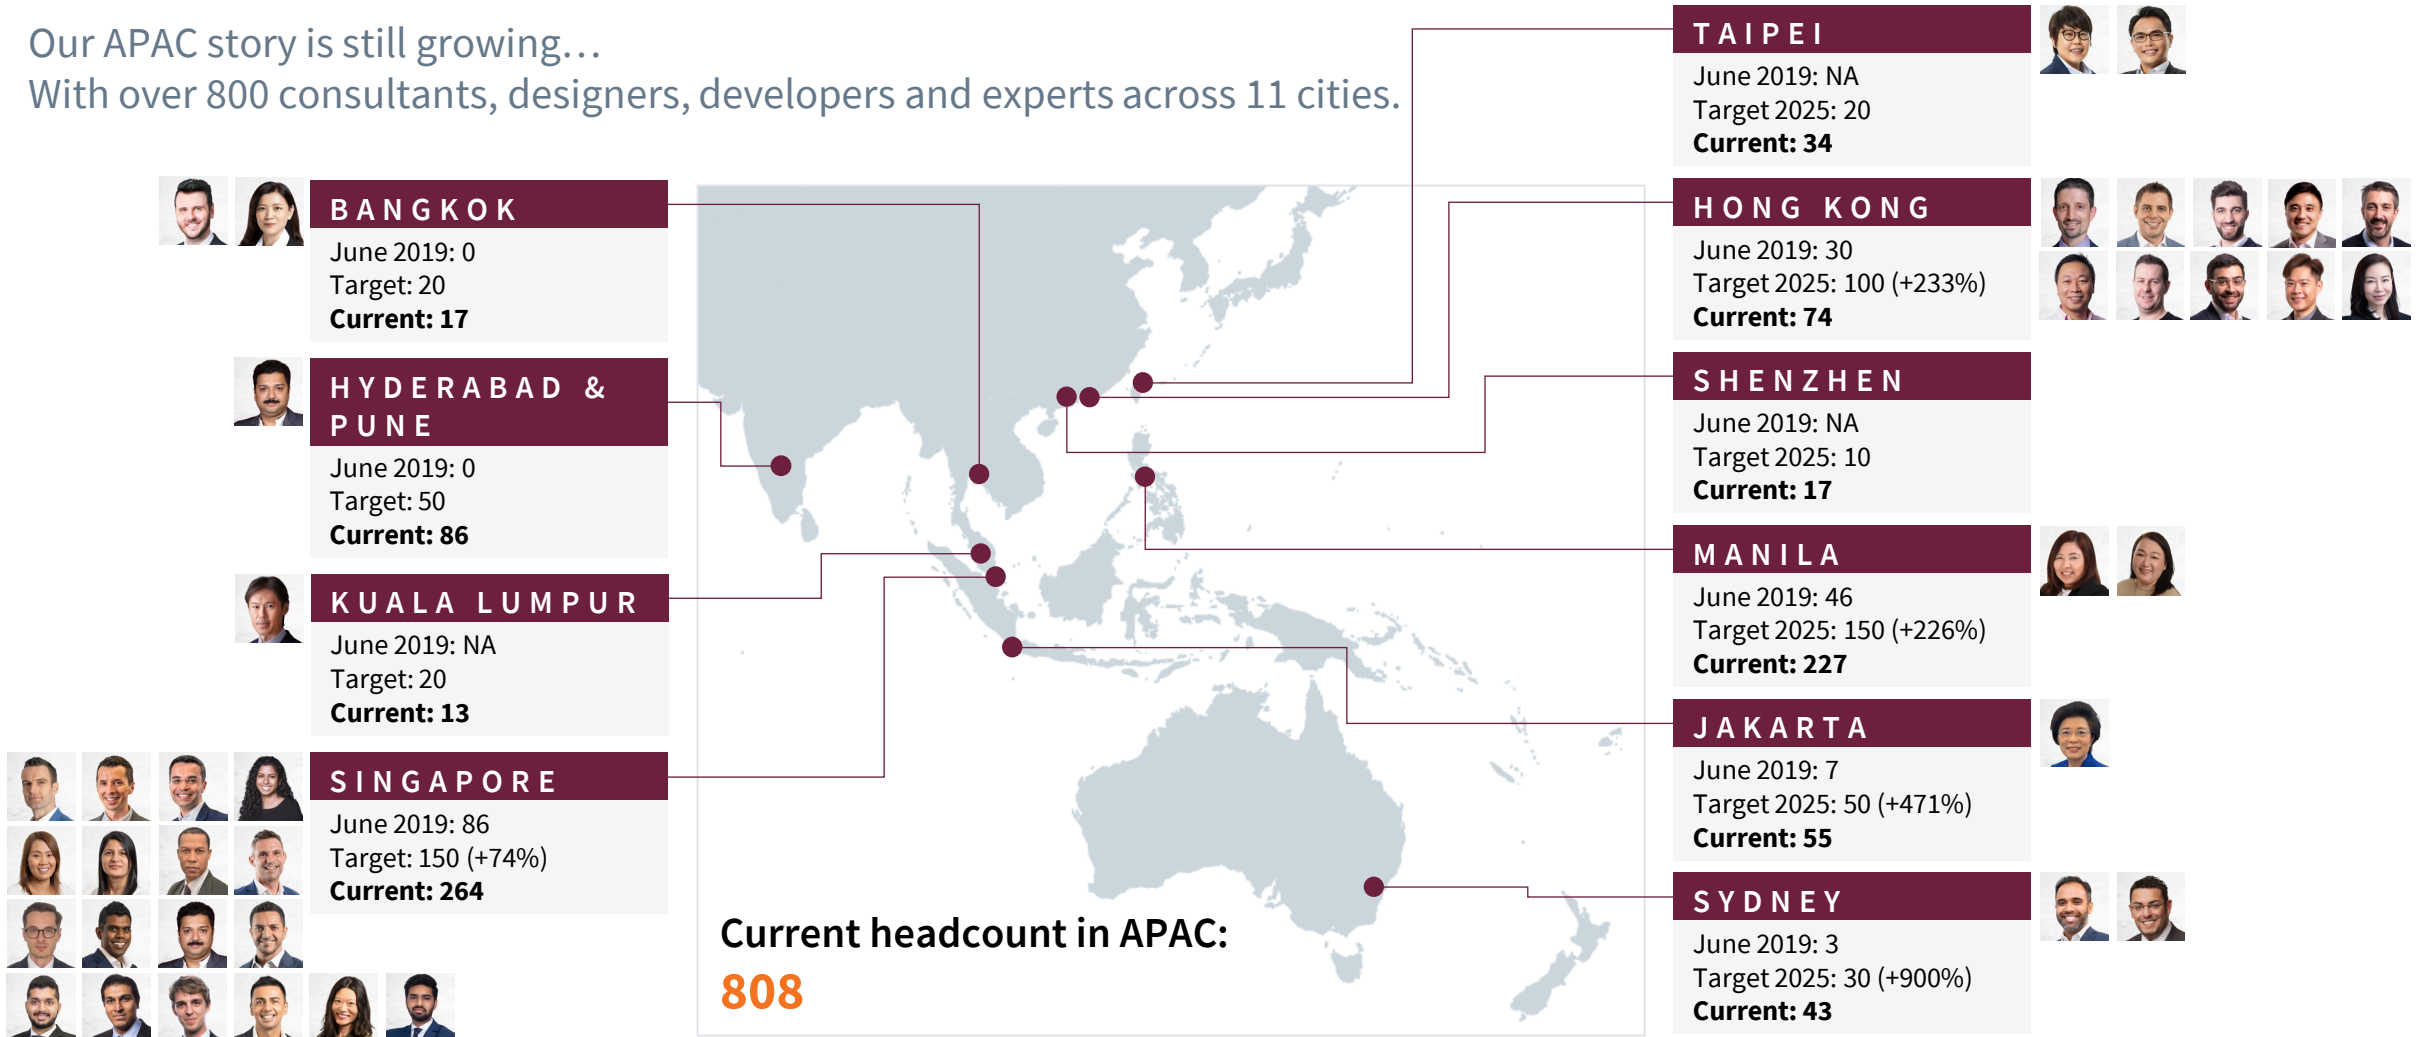 Our APAC story is still growing…
With over 800 consultants, designers, developers and experts across 11 cities.
BANGKOK
June 2019: 0
Target: 20
Current: 17
HYDERABAD &
PUNE
June 2019: 0
Target: 50
Current: 86
KUALA LUMPUR
June 2019: NA
Target: 20
Current: 13
SINGAPORE
June 2019: 86
Target: 150 (+74%)
Current: 264
Current headcount in APAC:
808
TAIPEI
June 2019: NA
Target 2025: 20
Current: 34
HONG KONG
June 2019: 30
Target 2025: 100 (+233%)
Current: 74
SHENZHEN
June 2019: NA
Target 2025: 10
Current: 17
MANILA
June 2019: 46
Target 2025: 150 (+226%)
Current: 227
JAKARTA
June 2019: 7
Target 2025: 50 (+471%)
Current: 55
SYDNEY
June 2019: 3
Target 2025: 30 (+900%)
Current: 43